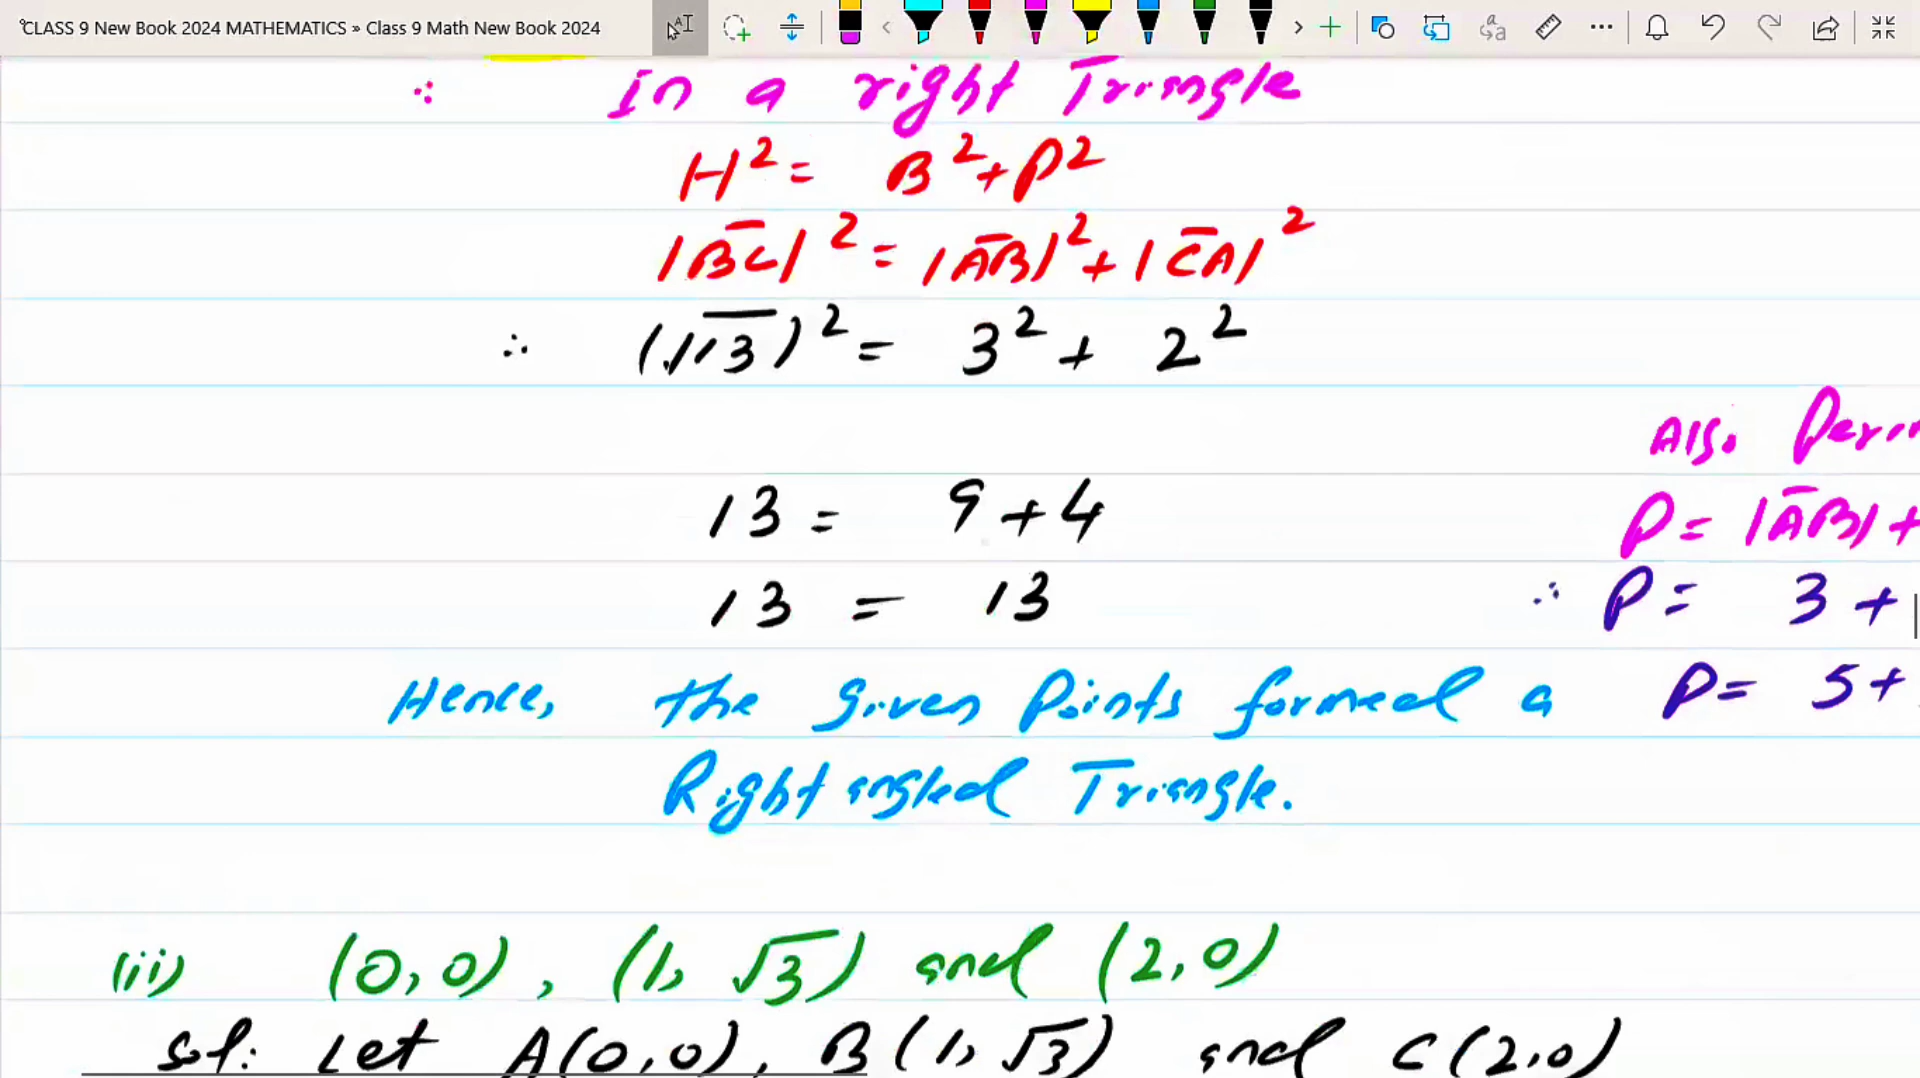 CLASS 9 New Book 2024 MATHEMATICS » Class 9 Math New Book 2024
∴ In a right Triangle
H² = B² + P²
|BC̅|² = |A̅B̅|² + |C̅A̅|²
∴ (√13)² = 3² + 2²
Also Perim
13 = 9 + 4
P = |A̅B̅| +
13 = 13
∴ P = 3 +
Hence, the given Points formed a
P = 5 +
Right angled Triangle.
(ii) (0,0), (1, √3) and (2,0)
Sol: Let A(0,0), B(1, √3) and C(2,0)